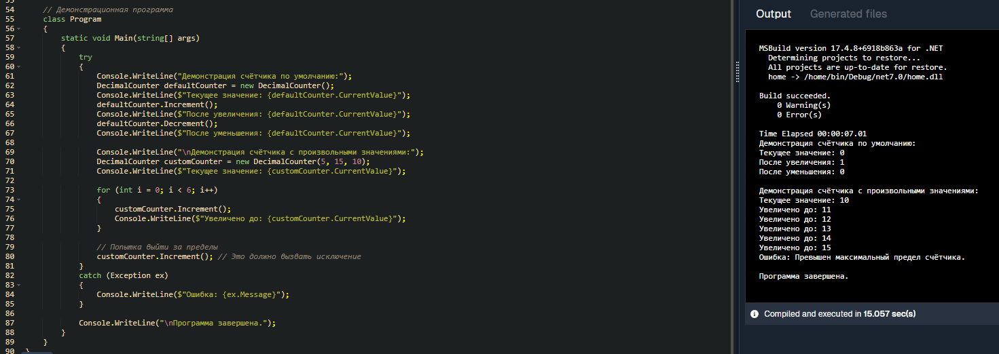 54 // Демонстрационная программа
55 class Program
56 {
57 static void Main(string[] args)
58 {
59 try
60 {
61 Console.WriteLine("Демонстрация счётчика по умолчанию:");
62 DecimalCounter defaultCounter = new DecimalCounter();
63 Console.WriteLine($"Текущее значение: {defaultCounter.CurrentValue}");
64 defaultCounter.Increment();
65 Console.WriteLine($"После увеличения: {defaultCounter.CurrentValue}");
66 defaultCounter.Decrement();
67 Console.WriteLine($"После уменьшения: {defaultCounter.CurrentValue}");
68
69 Console.WriteLine("\nДемонстрация счётчика с произвольными значениями:");
70 DecimalCounter customCounter = new DecimalCounter(5, 15, 10);
71 Console.WriteLine($"Текущее значение: {customCounter.CurrentValue}");
72
73 for (int i = 0; i < 6; i++)
74 {
75 customCounter.Increment();
76 Console.WriteLine($"Увеличено до: {customCounter.CurrentValue}");
77 }
78
79 // Попытка выйти за пределы
80 customCounter.Increment(); // Это должно вызвать исключение
81 }
82 catch (Exception ex)
83 {
84 Console.WriteLine($"Ошибка: {ex.Message}");
85 }
86
87 Console.WriteLine("\nПрограмма завершена.");
88 }
89 }
90 }
Output Generated files
MSBuild version 17.4.8+6918b863a for .NET
Determining projects to restore...
All projects are up-to-date for restore.
home -> /home/bin/Debug/net7.0/home.dll
Build succeeded.
0 Warning(s)
0 Error(s)
Time Elapsed 00:00:07.01
Демонстрация счётчика по умолчанию:
Текущее значение: 0
После увеличения: 1
После уменьшения: 0
Демонстрация счётчика с произвольными значениями:
Текущее значение: 10
Увеличено до: 11
Увеличено до: 12
Увеличено до: 13
Увеличено до: 14
Увеличено до: 15
Ошибка: Превышен максимальный предел счётчика.
Программа завершена.
Compiled and executed in 15.057 sec(s)